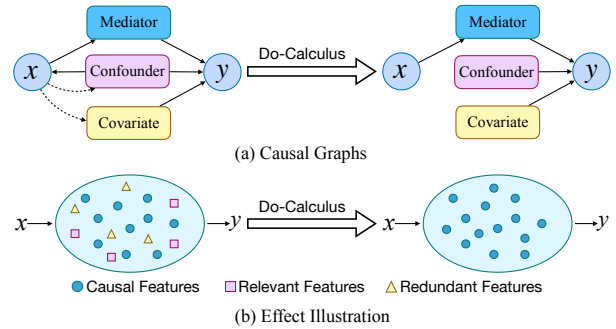 Mediator
x
Confounder
y
Covariate
Do-Calculus
x
Mediator
Confounder
y
Covariate
(a) Causal Graphs
x
y
Do-Calculus
x
y
Causal Features
Relevant Features
Redundant Features
(b) Effect Illustration